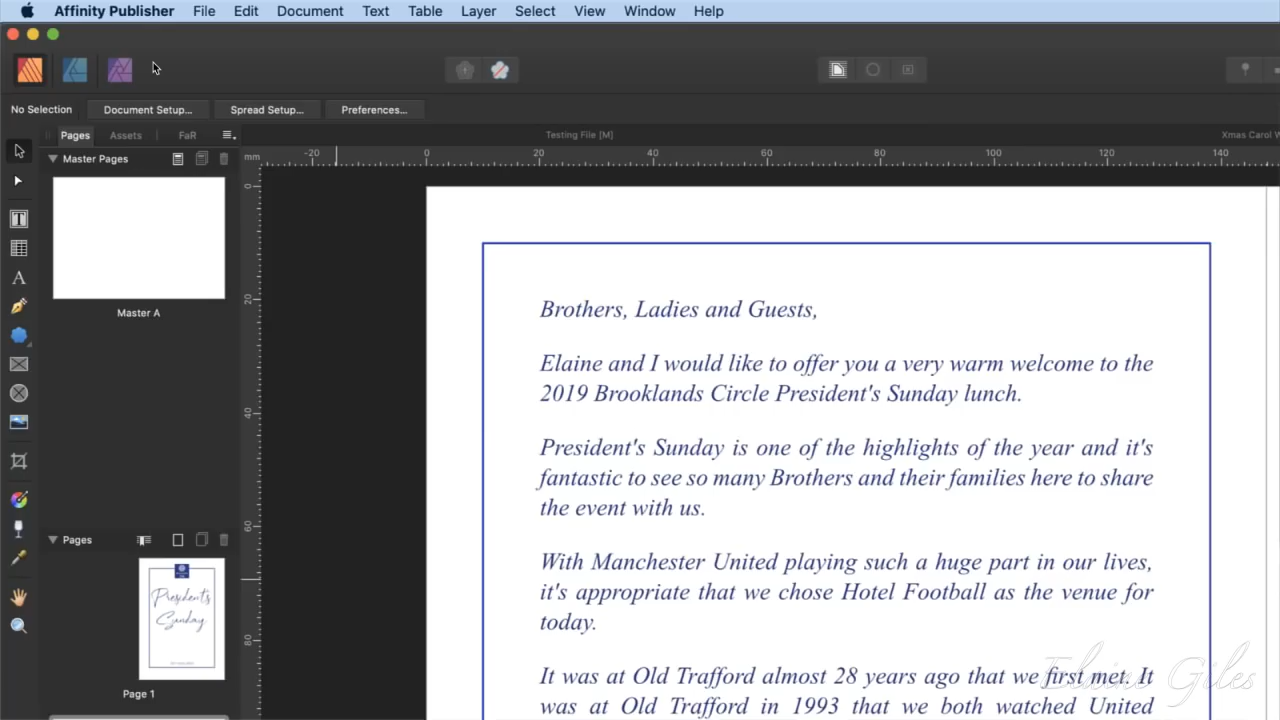 Affinity Publisher File Edit Document Text Table Layer Select View Window Help
No Selection Document Setup... Spread Setup... Preferences...
Pages Assets FaR
Testing File [M]
Xmas Carol W
Master Pages
mm
-20 0 20 40 60 80 100 120 140
0
20
40
60
80
Master A
Brothers, Ladies and Guests,
Elaine and I would like to offer you a very warm welcome to the
2019 Brooklands Circle President's Sunday lunch.
President's Sunday is one of the highlights of the year and it's
fantastic to see so many Brothers and their families here to share
the event with us.
With Manchester United playing such a huge part in our lives,
it's appropriate that we chose Hotel Football as the venue for
today.
It was at Old Trafford almost 28 years ago that we first met. It
was at Old Trafford in 1993 that we both watched United
Pages
President's
Sunday
Page 1
Elaine Giles